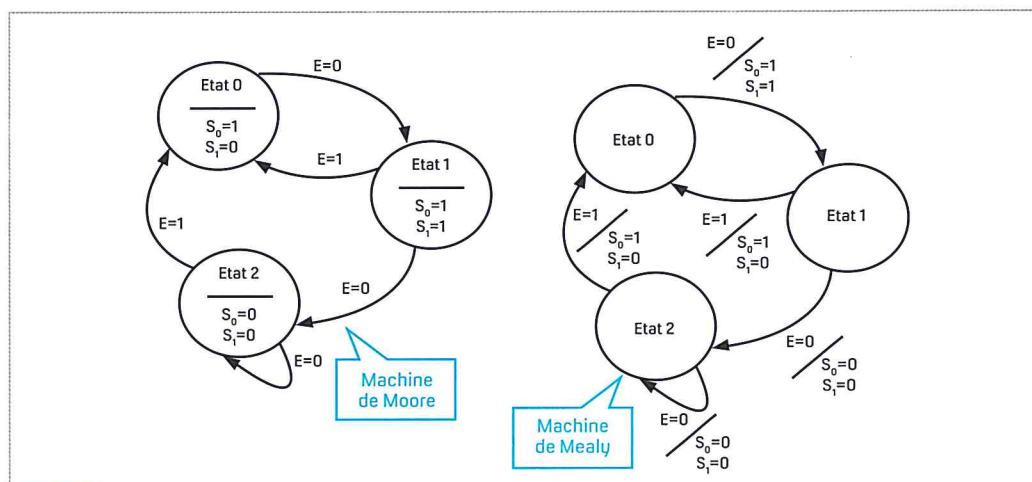 E=0
Etat 0
S₀=1
S₁=0
E=1
Etat 1
S₀=1
S₁=1
E=1
Etat 2
S₀=0
S₁=0
E=0
E=0
Machine
de Moore
E=0
S₀=1
S₁=1
Etat 0
Etat 1
E=1
S₀=1
S₁=0
E=1
S₀=1
S₁=0
Etat 2
E=0
S₀=0
S₁=0
E=0
S₀=0
S₁=0
Machine
de Mealy